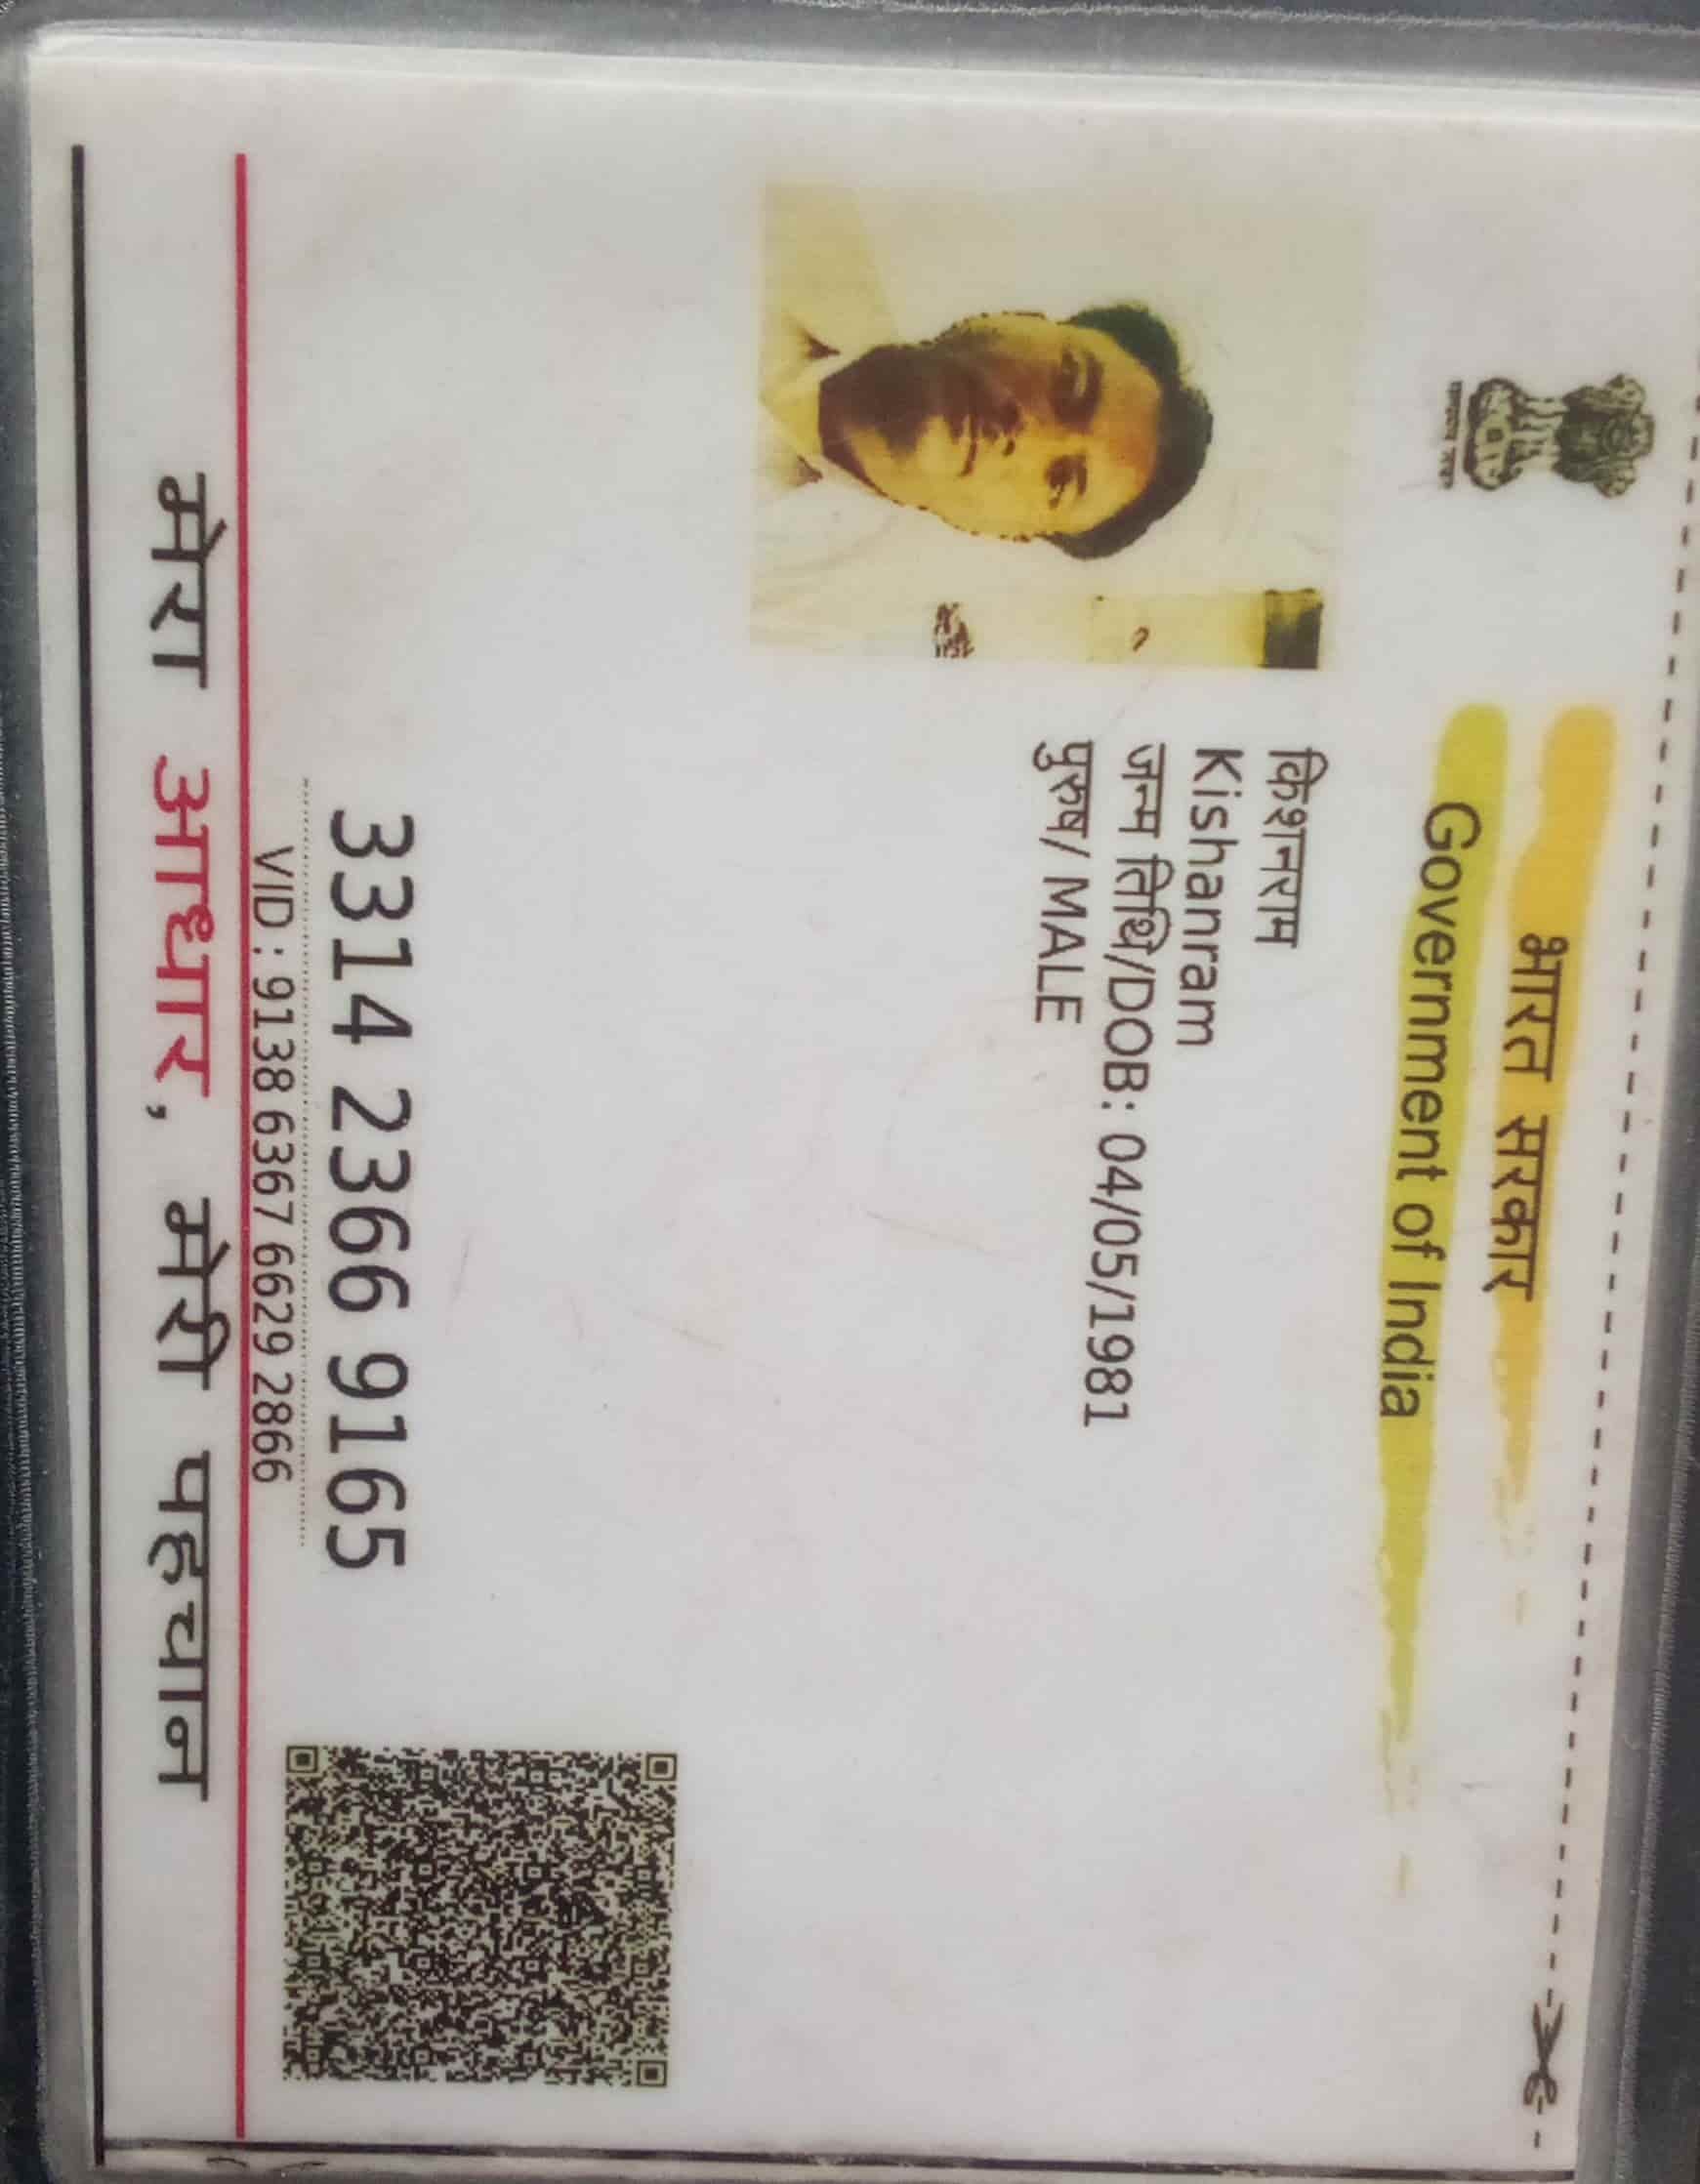 भारत सरकार
Government of India
किशनराम
Kishanram
जन्म तिथि/DOB: 04/05/1981
पुरुष/ MALE
3314 2366 9165
VID : 9138 6367 6629 2866
मेरा आधार, मेरी पहचान